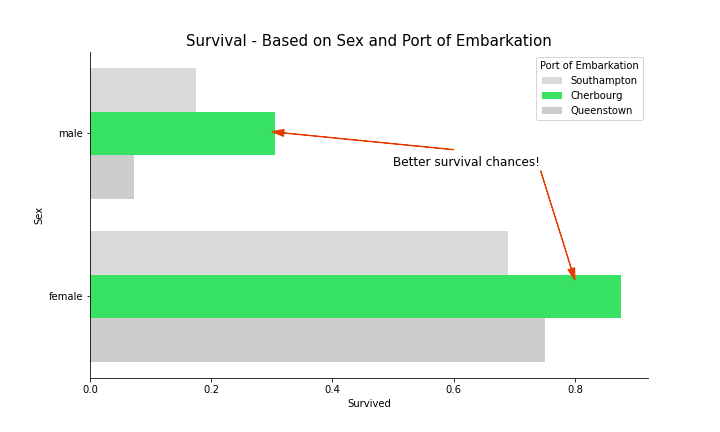 Survival - Based on Sex and Port of Embarkation
Port of Embarkation
Southampton
Cherbourg
Queenstown
male
Better survival chances!
Sex
female
0.0 0.2 0.4 0.6 0.8
Survived